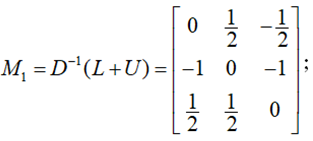 M₁ = D⁻¹(L+U) = [0 1/2 -1/2
-1 0 -1
1/2 1/2 0];